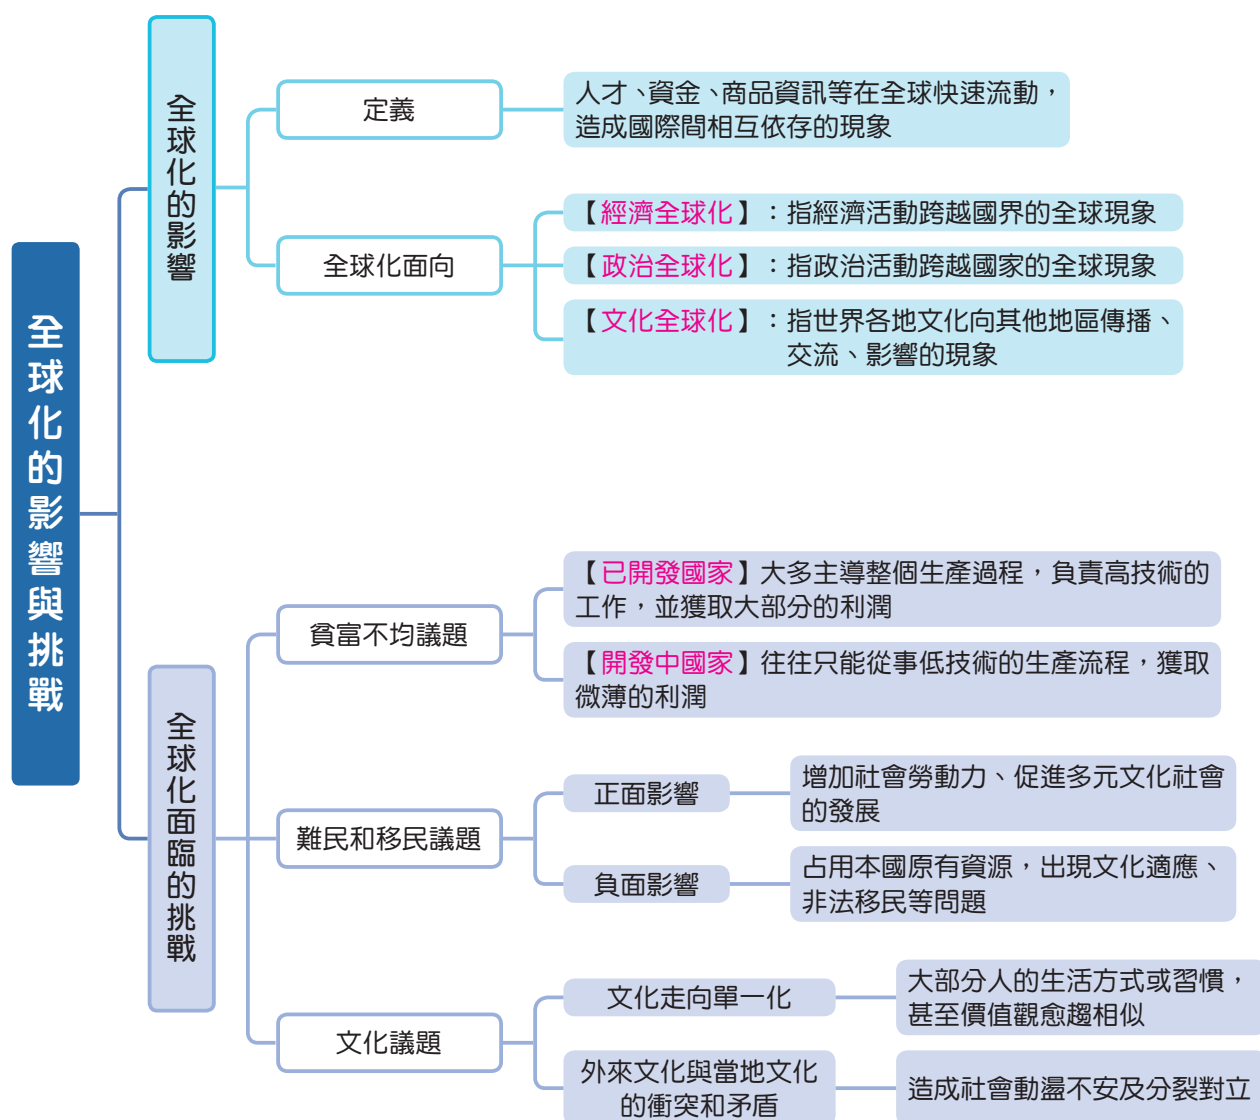 全球化的影響與挑戰
全球化的影響
定義
人才、資金、商品資訊等在全球快速流動，
造成國際間相互依存的現象
全球化面向
【經濟全球化】：指經濟活動跨越國界的全球現象
【政治全球化】：指政治活動跨越國家的全球現象
【文化全球化】：指世界各地文化向其他地區傳播、
交流、影響的現象
全球化面臨的挑戰
貧富不均議題
【已開發國家】大多主導整個生產過程，負責高技術的
工作，並獲取大部分的利潤
【開發中國家】往往只能從事低技術的生產流程，獲取
微薄的利潤
難民和移民議題
正面影響
增加社會勞動力、促進多元文化社會
的發展
負面影響
占用本國原有資源，出現文化適應、
非法移民等問題
文化議題
文化走向單一化
大部分人的生活方式或習慣，
甚至價值觀愈趨相似
外來文化與當地文化
的衝突和矛盾
造成社會動盪不安及分裂對立